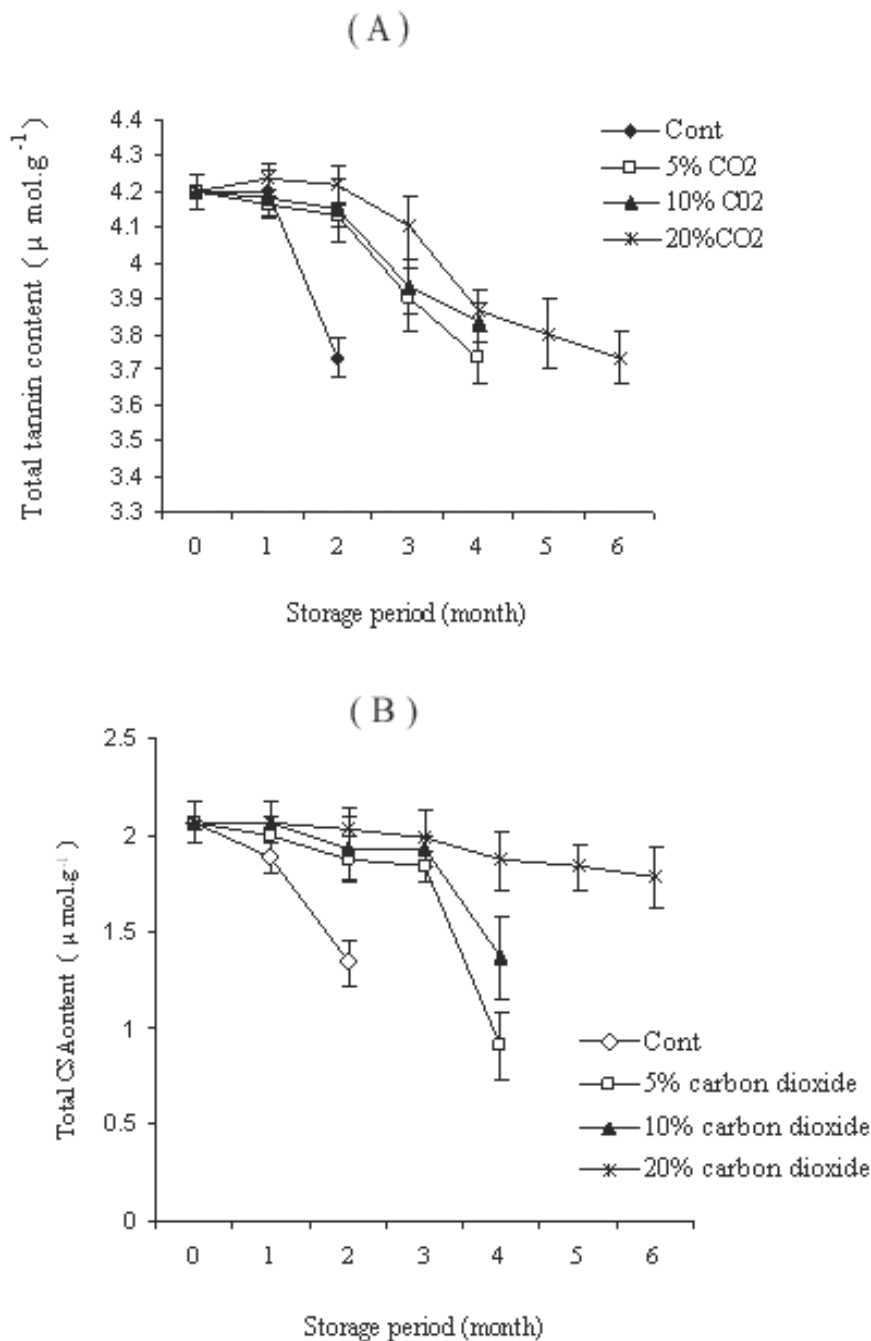 ( A )
Total tannin content ( μ mol.g -1 )
4.4
4.3
4.2
4.1
4
3.9
3.8
3.7
3.6
3.5
3.4
3.3
0 1 2 3 4 5 6
Storage period (month)
Cont
5% CO2
10% C02
20%CO2
( B )
Total CSAontent ( μ mol.g-1 )
2.5
2
1.5
1
0.5
0
0 1 2 3 4 5 6
Storage period (month)
Cont
5% carbon dioxide
10% carbon dioxide
20% carbon dioxide